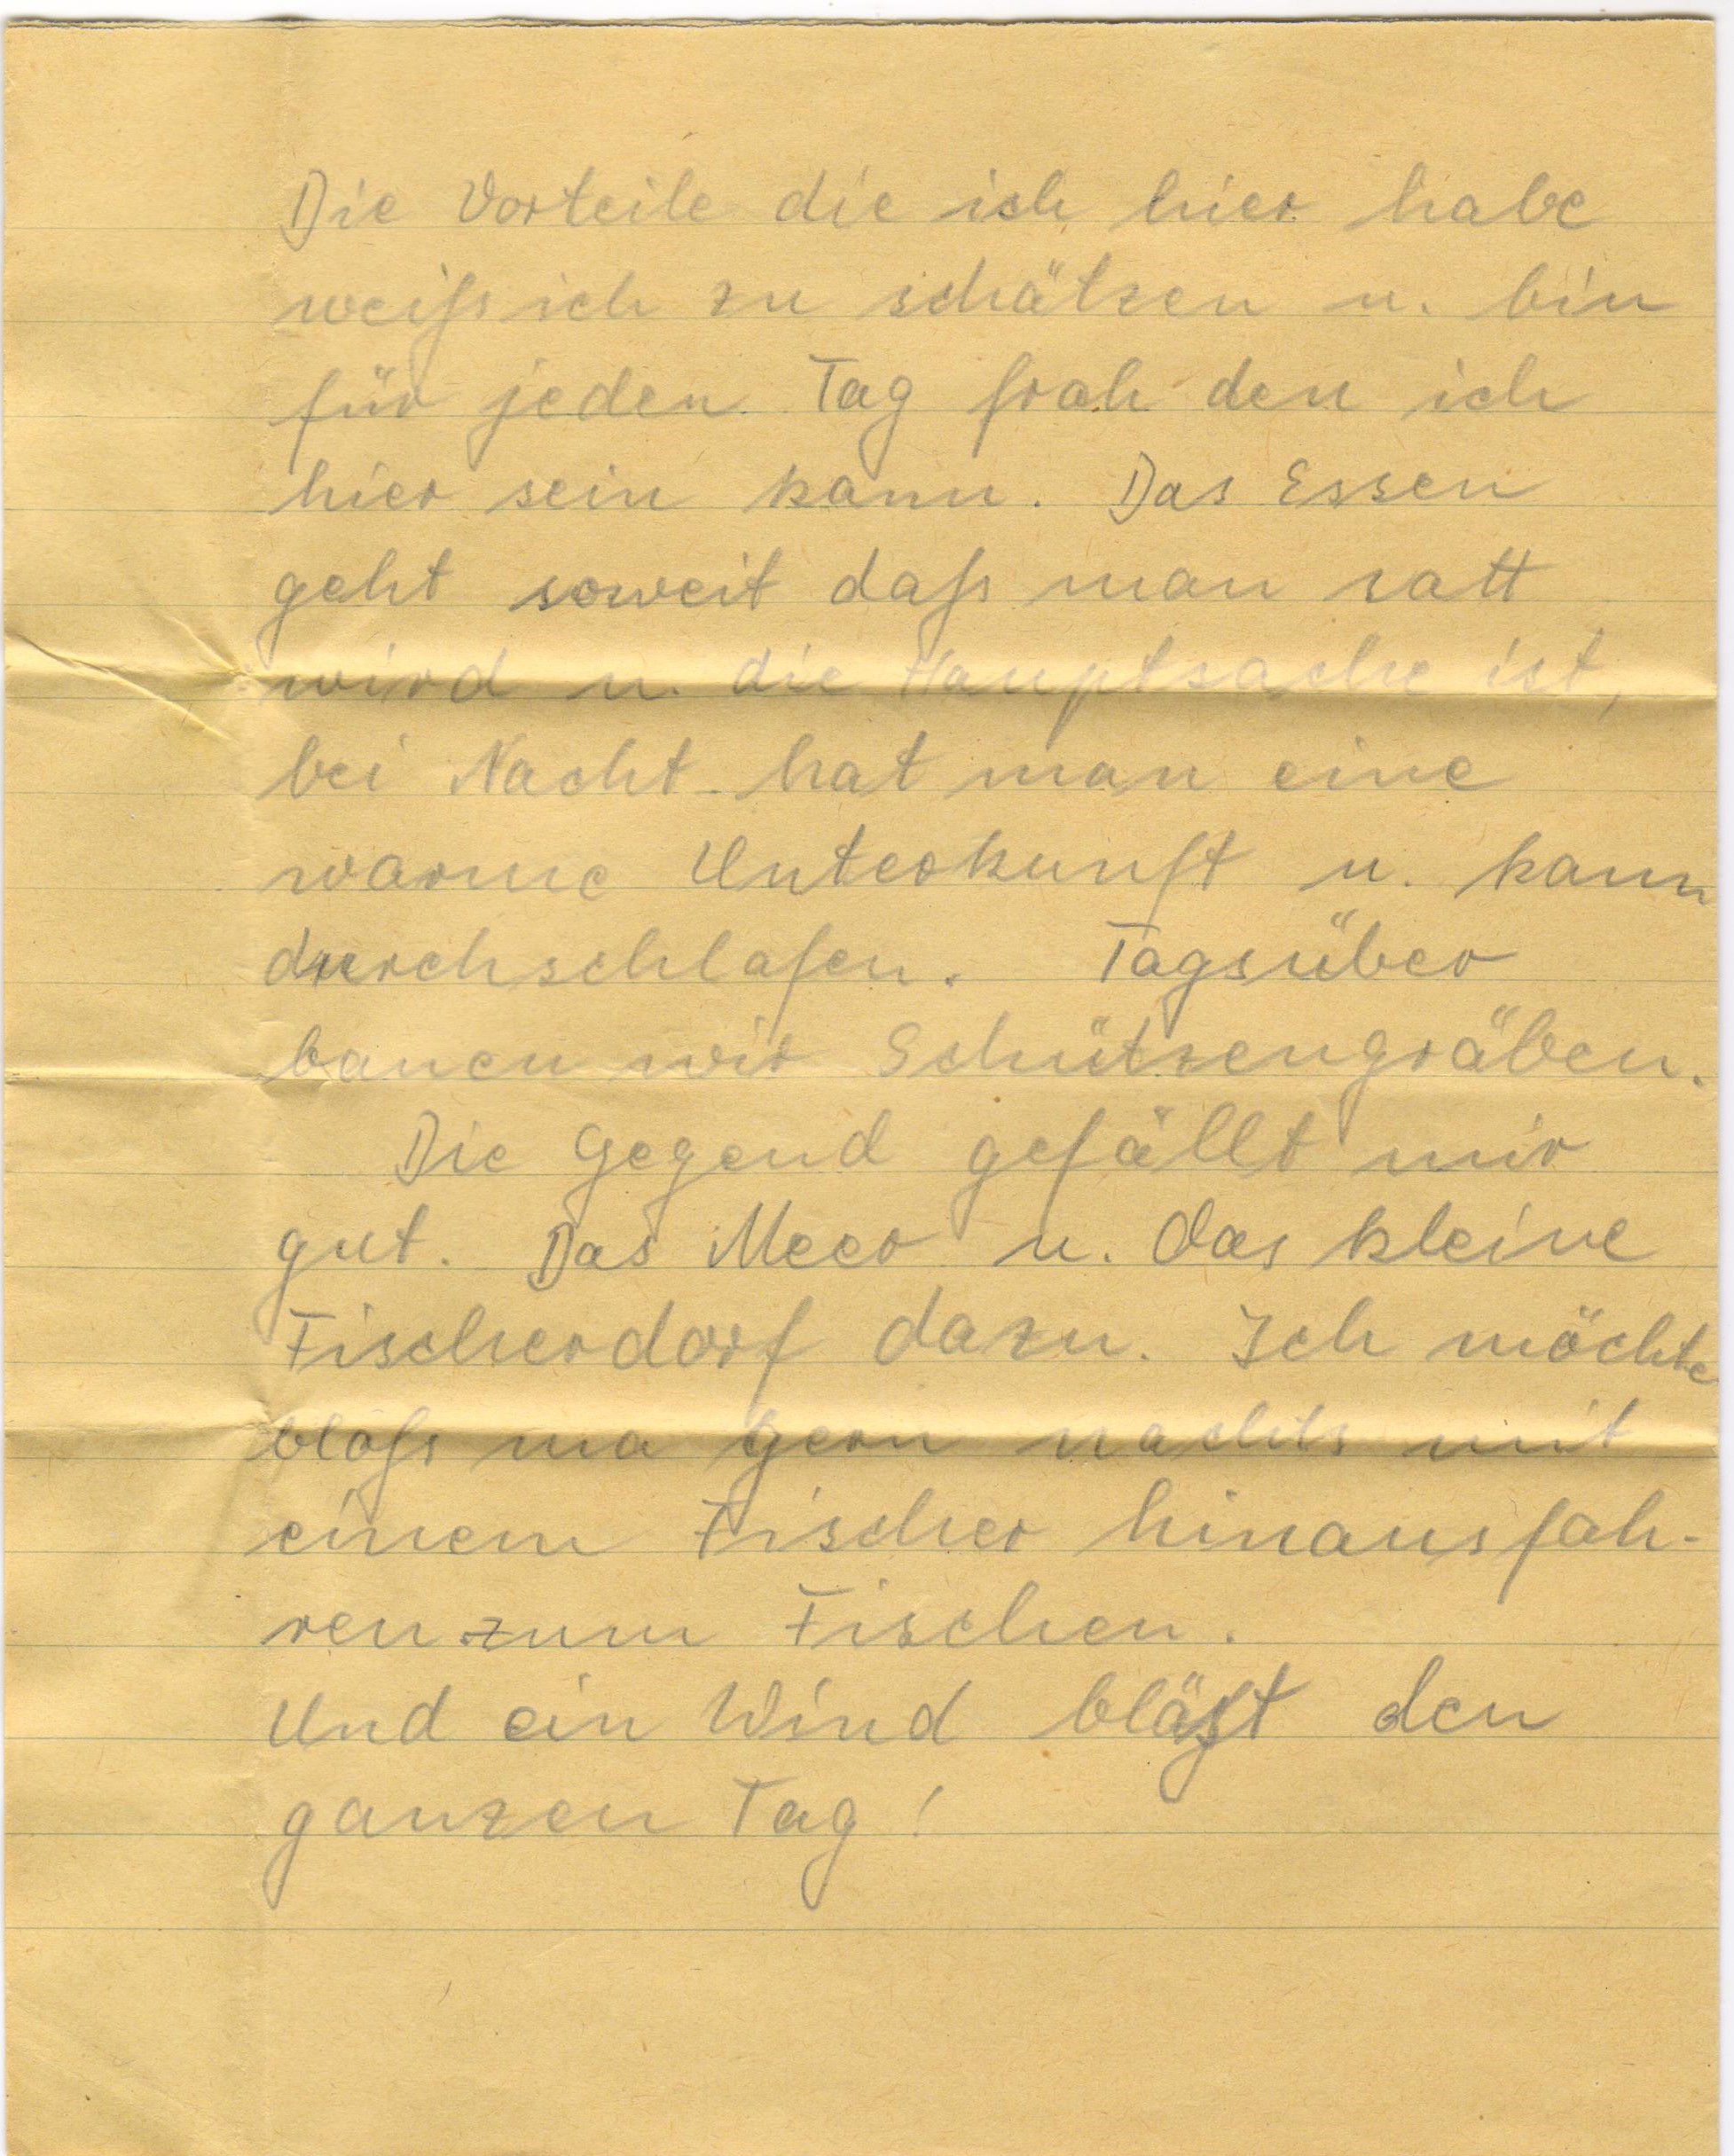 Die Vorteile die ich hier habe
weiß ich zu schätzen u. bin
für jeden Tag froh den ich
hier sein kann. Das Essen
geht soweit daß man satt
wird u. die Hauptsache ist,
bei Nacht hat man eine
warme Unterkunft u. kann
durchschlafen. Tagsüber
bauen wir Schützengräben.
Die Gegend gefällt mir
gut. Das Meer u. das kleine
Fischerdorf dazu. Ich möchte
bloß ma gern nachts mit
einem Fischer hinausfah-
ren zum Fischen.
Und ein Wind bläßt den
ganzen Tag!